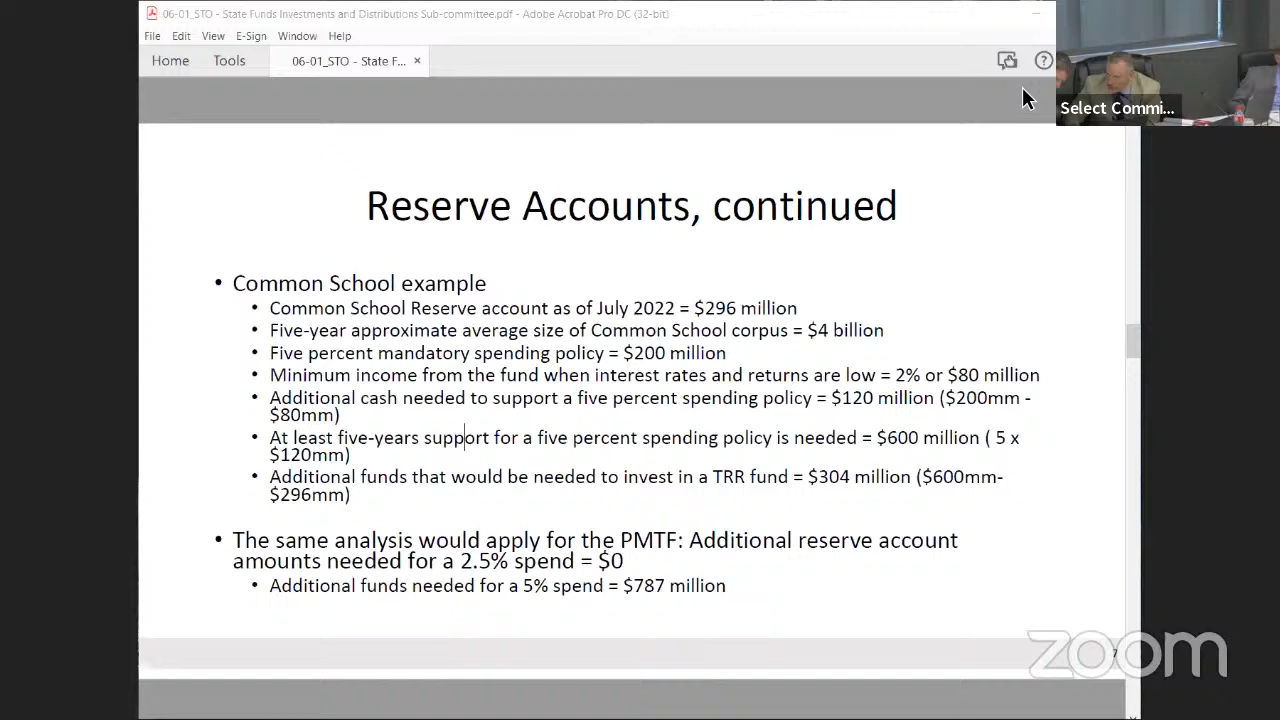 06-01_STO - State Funds Investments and Distributions Sub-committee.pdf - Adobe Acrobat Pro DC (32-bit)
File Edit View E-Sign Window Help
Home Tools 06-01_STO - State F... ×
Select Commi...
Reserve Accounts, continued
• Common School example
• Common School Reserve account as of July 2022 = $296 million
• Five-year approximate average size of Common School corpus = $4 billion
• Five percent mandatory spending policy = $200 million
• Minimum income from the fund when interest rates and returns are low = 2% or $80 million
• Additional cash needed to support a five percent spending policy = $120 million ($200mm -
$80mm)
• At least five-years support for a five percent spending policy is needed = $600 million ( 5 x
$120mm)
• Additional funds that would be needed to invest in a TRR fund = $304 million ($600mm-
$296mm)
• The same analysis would apply for the PMTF: Additional reserve account
amounts needed for a 2.5% spend = $0
• Additional funds needed for a 5% spend = $787 million
7
zoom